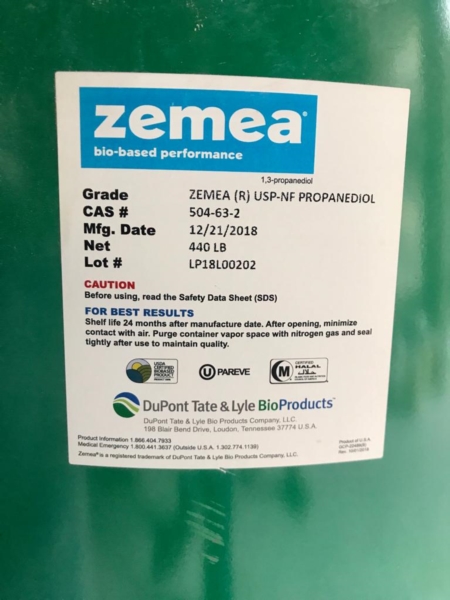 zemea®
bio-based performance
1,3-propanediol
Grade ZEMEA (R) USP-NF PROPANEDIOL
CAS # 504-63-2
Mfg. Date 12/21/2018
Net 440 LB
Lot # LP18L00202
CAUTION
Before using, read the Safety Data Sheet (SDS)
FOR BEST RESULTS
Shelf life 24 months after manufacture date. After opening, minimize
contact with air. Purge container vapor space with nitrogen gas and seal
tightly after use to maintain quality.
USDA
CERTIFIED
BIOBASED
PRODUCT
U PAREVE
CERTIFIED
HALAL
حلال
M
DuPont Tate & Lyle BioProducts™
DuPont Tate & Lyle Bio Products Company, LLC.
198 Blair Bend Drive, Loudon, Tennessee 37774 U.S.A.
Product Information 1.866.404.7933
Medical Emergency 1.800.441.3637 (Outside U.S.A. 1.302.774.1139)
Zemea® is a registered trademark of DuPont Tate & Lyle Bio Products Company, LLC.
Product of U.S.A.